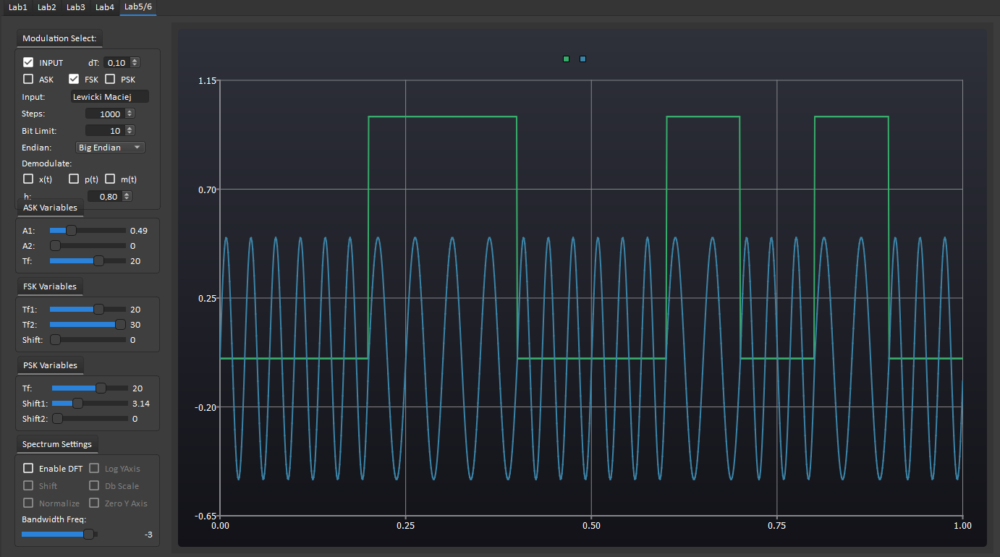 Lab1 Lab2 Lab3 Lab4 Lab5/6
Modulation Select:
INPUT dT: 0,10
ASK FSK PSK
Input: Lewicki Maciej
Steps: 1000
Bit Limit: 10
Endian: Big Endian
Demodulate:
x(t) p(t) m(t)
h: 0,80
ASK Variables
A1: 0.49
A2: 0
Tf: 20
FSK Variables
Tf1: 20
Tf2: 30
Shift: 0
PSK Variables
Tf: 20
Shift1: 3.14
Shift2: 0
Spectrum Settings
Enable DFT Log YAxis
Shift Db Scale
Normalize Zero Y Axis
Bandwidth Freq:
-3
1.15
0.70
0.25
-0.20
-0.65
0.00 0.25 0.50 0.75 1.00